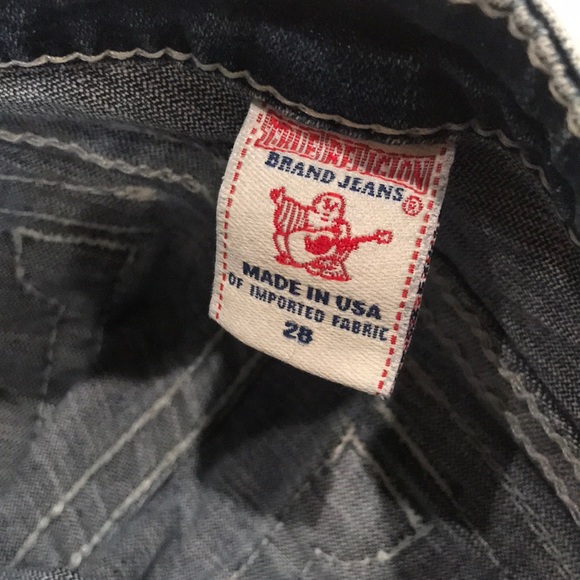 TRUE RELIGION
BRAND JEANS ®
MADE IN USA
OF IMPORTED FABRIC
28